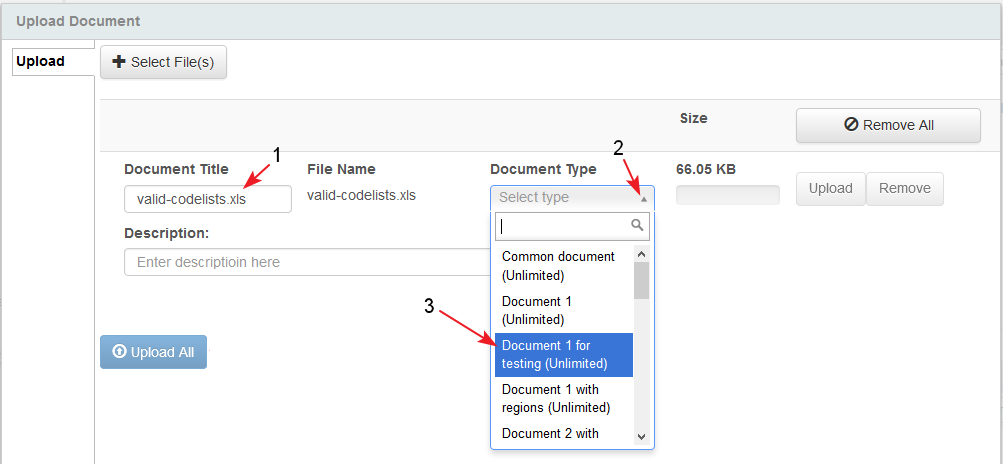 Upload Document
Upload
Select File(s)
Size
Remove All
1
2
Document Title
File Name
Document Type
66.05 KB
valid-codelists.xls
valid-codelists.xls
Select type
Upload
Remove
Description:
Enter descriptioin here
Common document
(Unlimited)
Document 1
(Unlimited)
3
Document 1 for
testing (Unlimited)
Upload All
Document 1 with
regions (Unlimited)
Document 2 with